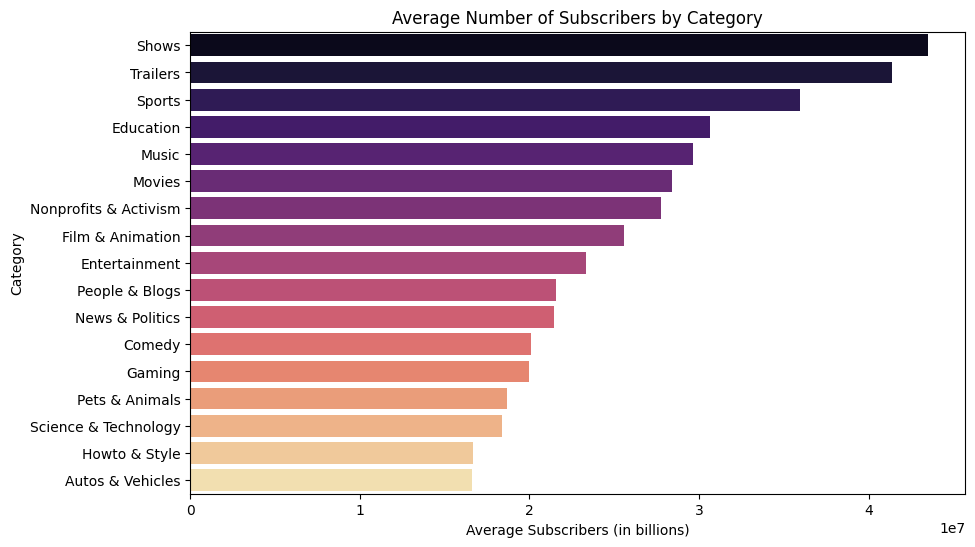 Average Number of Subscribers by Category
Shows
Trailers
Sports
Education
Music
Movies
Nonprofits & Activism
Film & Animation
Entertainment
People & Blogs
News & Politics
Comedy
Gaming
Pets & Animals
Science & Technology
Howto & Style
Autos & Vehicles
Category
0 1 2 3 4
1e7
Average Subscribers (in billions)